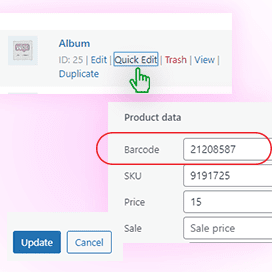 Album
ID: 25 | Edit | Quick Edit | Trash | View |
Duplicate
Product data
Barcode 21208587
SKU 9191725
Price 15
Sale Sale price
Update Cancel